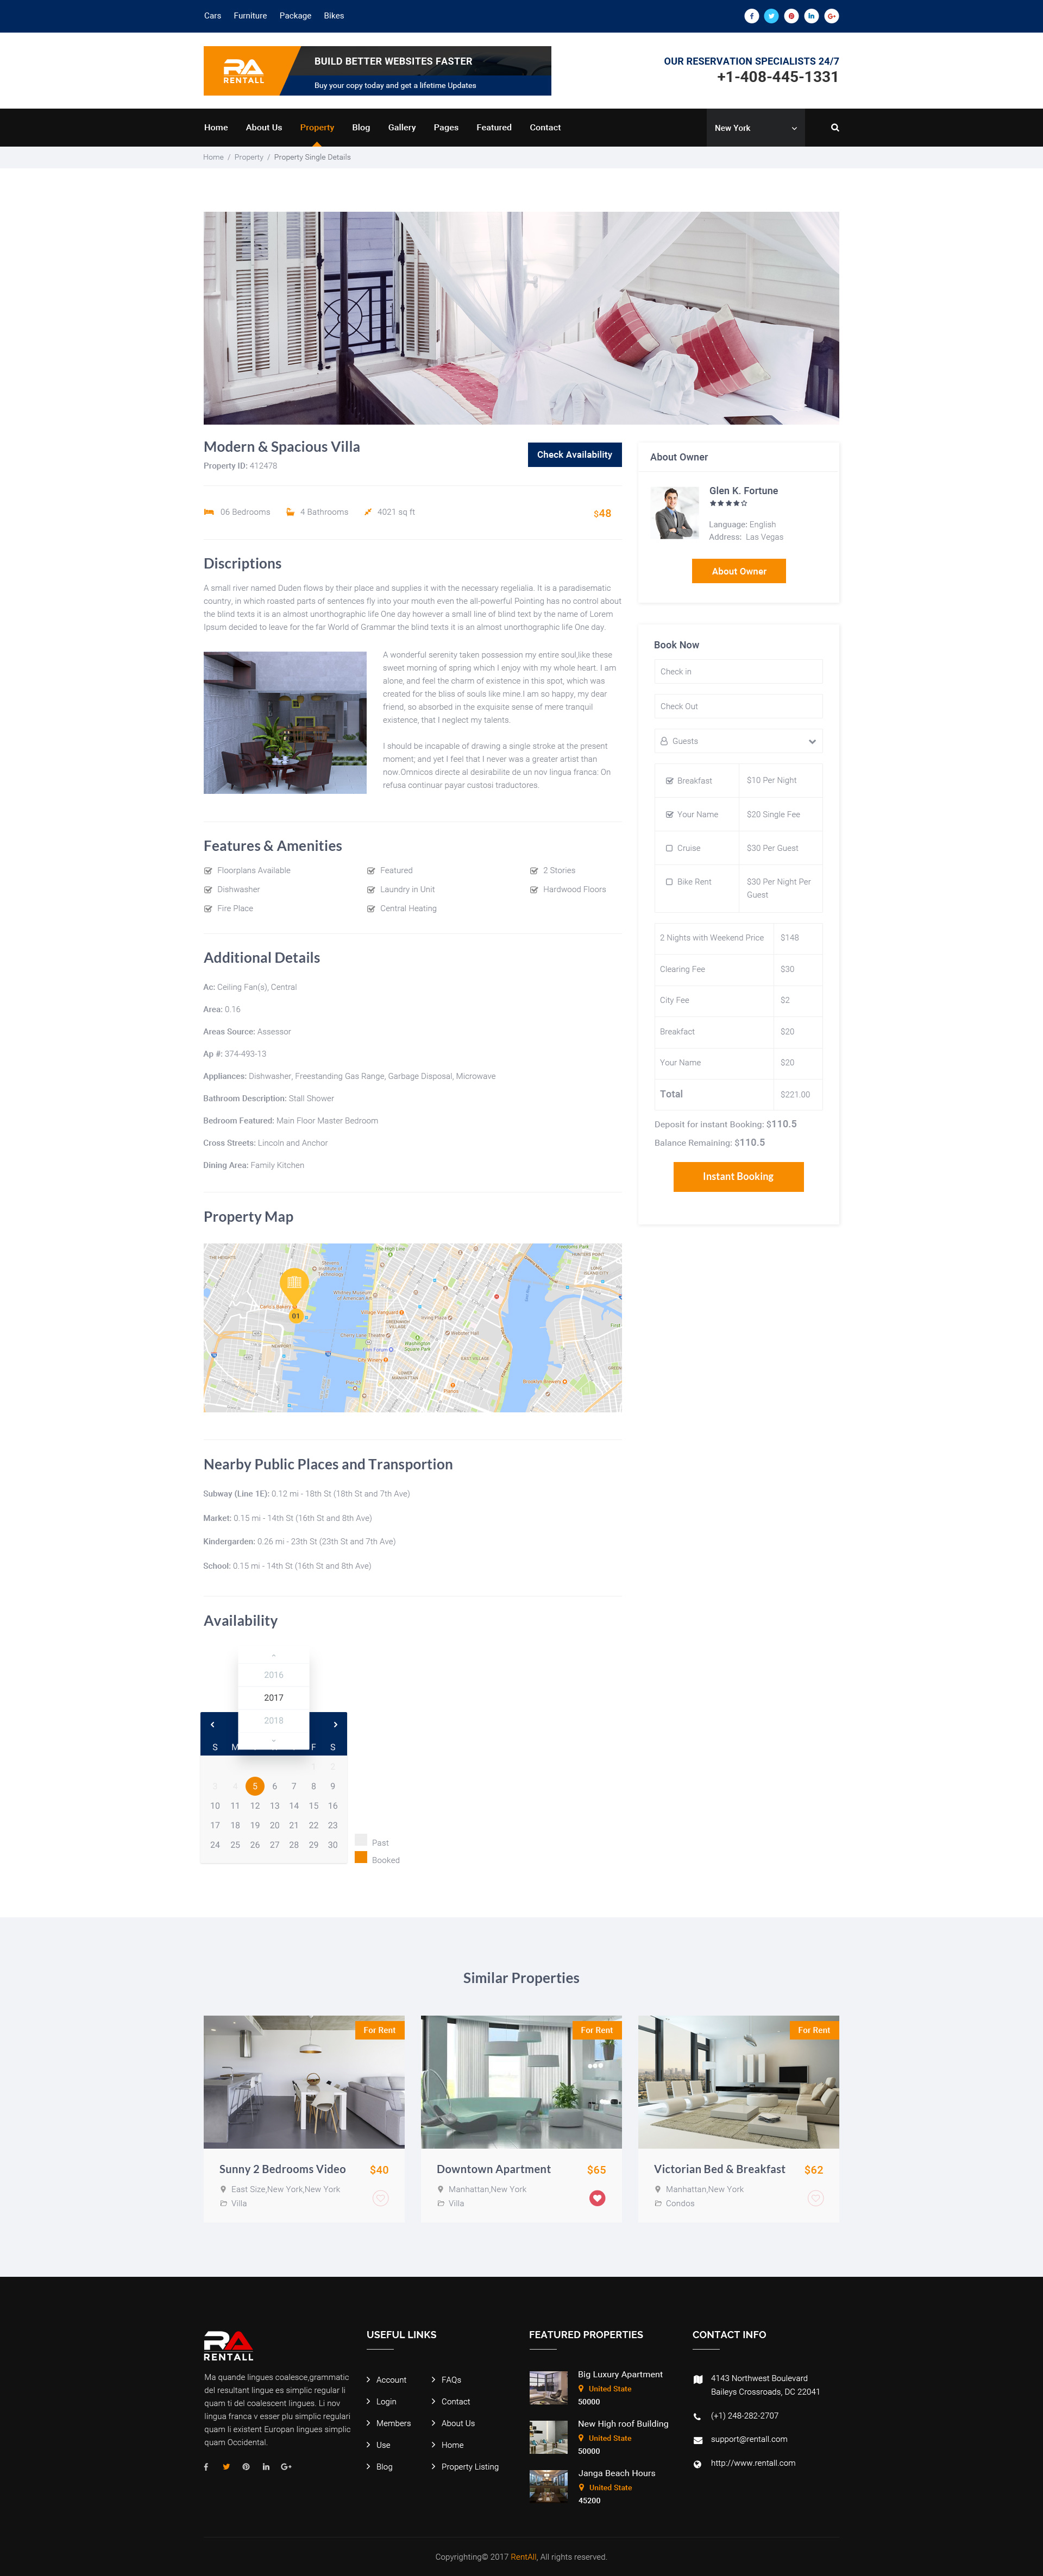 Cars Furniture Package Bikes
RA
RENTALL
BUILD BETTER WEBSITES FASTER
Buy your copy today and get a lifetime Updates
OUR RESERVATION SPECIALISTS 24/7
+1-408-445-1331
Home About Us Property Blog Gallery Pages Featured Contact New York
Home / Property / Property Single Details
Modern & Spacious Villa
Property ID: 412478
Check Availability
06 Bedrooms 4 Bathrooms 4021 sq ft $48
Discriptions
A small river named Duden flows by their place and supplies it with the necessary regelialia. It is a paradisematic
country, in which roasted parts of sentences fly into your mouth even the all-powerful Pointing has no control about
the blind texts it is an almost unorthographic life One day however a small line of blind text by the name of Lorem
Ipsum decided to leave for the far World of Grammar the blind texts it is an almost unorthographic life One day.
A wonderful serenity taken possession my entire soul,like these
sweet morning of spring which I enjoy with my whole heart. I am
alone, and feel the charm of existence in this spot, which was
created for the bliss of souls like mine.I am so happy, my dear
friend, so absorbed in the exquisite sense of mere tranquil
existence, that I neglect my talents.
I should be incapable of drawing a single stroke at the present
moment; and yet I feel that I never was a greater artist than
now.Omnicos directe al desirabilite de un nov lingua franca: On
refusa continuar payar custosi traductores.
Features & Amenities
Floorplans Available Featured 2 Stories
Dishwasher Laundry in Unit Hardwood Floors
Fire Place Central Heating
Additional Details
Ac: Ceiling Fan(s), Central
Area: 0.16
Areas Source: Assessor
Ap #: 374-493-13
Appliances: Dishwasher, Freestanding Gas Range, Garbage Disposal, Microwave
Bathroom Description: Stall Shower
Bedroom Featured: Main Floor Master Bedroom
Cross Streets: Lincoln and Anchor
Dining Area: Family Kitchen
Property Map
01
Nearby Public Places and Transportion
Subway (Line 1E): 0.12 mi - 18th St (18th St and 7th Ave)
Market: 0.15 mi - 14th St (16th St and 8th Ave)
Kindergarden: 0.26 mi - 23th St (23th St and 7th Ave)
School: 0.15 mi - 14th St (16th St and 8th Ave)
Availability
2016
2017
2018
S M F S
1 2
3 4 5 6 7 8 9
10 11 12 13 14 15 16
17 18 19 20 21 22 23
24 25 26 27 28 29 30
Past
Booked
About Owner
Glen K. Fortune
Language: English
Address: Las Vegas
About Owner
Book Now
Check in
Check Out
Guests
Breakfast $10 Per Night
Your Name $20 Single Fee
Cruise $30 Per Guest
Bike Rent $30 Per Night Per
Guest
2 Nights with Weekend Price $148
Clearing Fee $30
City Fee $2
Breakfact $20
Your Name $20
Total $221.00
Deposit for instant Booking: $110.5
Balance Remaining: $110.5
Instant Booking
Similar Properties
For Rent
Sunny 2 Bedrooms Video $40
East Size,New York,New York
Villa
For Rent
Downtown Apartment $65
Manhattan,New York
Villa
For Rent
Victorian Bed & Breakfast $62
Manhattan,New York
Condos
RA
RENTALL
Ma quande lingues coalesce,grammatic
del resultant lingue es simplic regular li
quam ti del coalescent lingues. Li nov
lingua franca v esser plu simplic regulari
quam li existent Europan lingues simplic
quam Occidental.
USEFUL LINKS
Account FAQs
Login Contact
Members About Us
Use Home
Blog Property Listing
FEATURED PROPERTIES
Big Luxury Apartment
United State
50000
New High roof Building
United State
50000
Janga Beach Hours
United State
45200
CONTACT INFO
4143 Northwest Boulevard
Baileys Crossroads, DC 22041
(+1) 248-282-2707
support@rentall.com
http://www.rentall.com
Copyrighting© 2017 RentAll, All rights reserved.